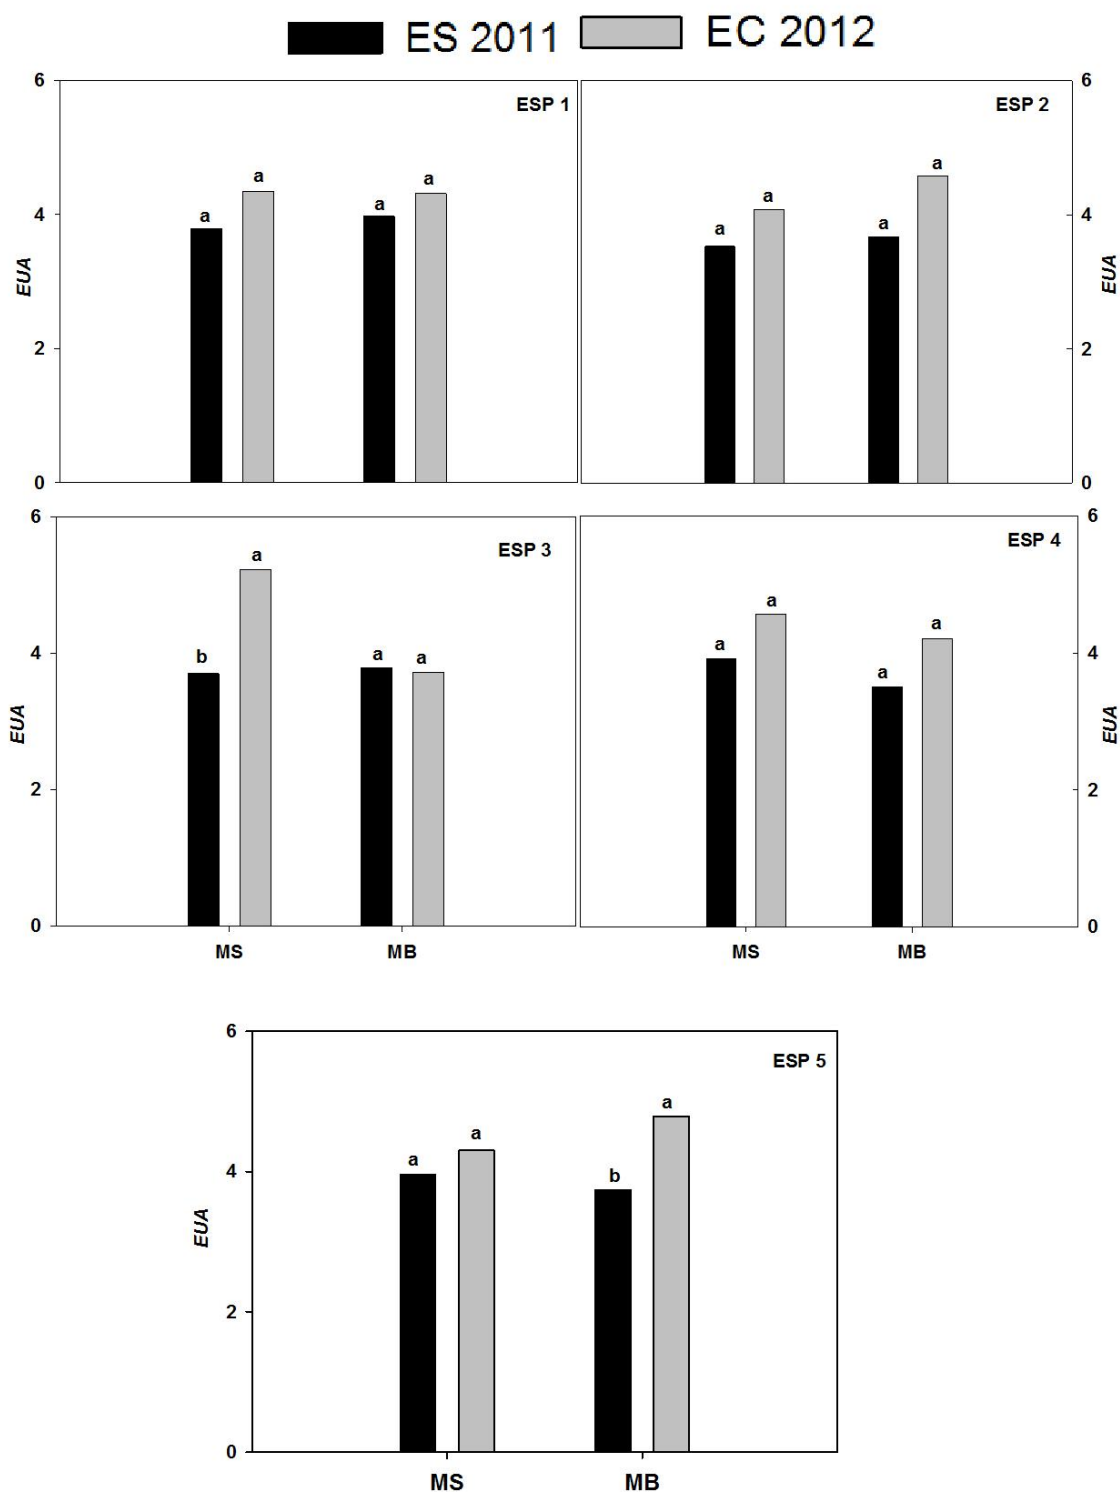 ES 2011 EC 2012
6 ESP 1 ESP 2 6
a a a a a a a a
4 4
EUA EUA
2 2
0 0
6 ESP 3 ESP 4 6
b a a a a a a a
4 4
EUA EUA
2 2
0 0
MS MB MS MB
6 ESP 5
a a b a
4
EUA
2
0
MS MB